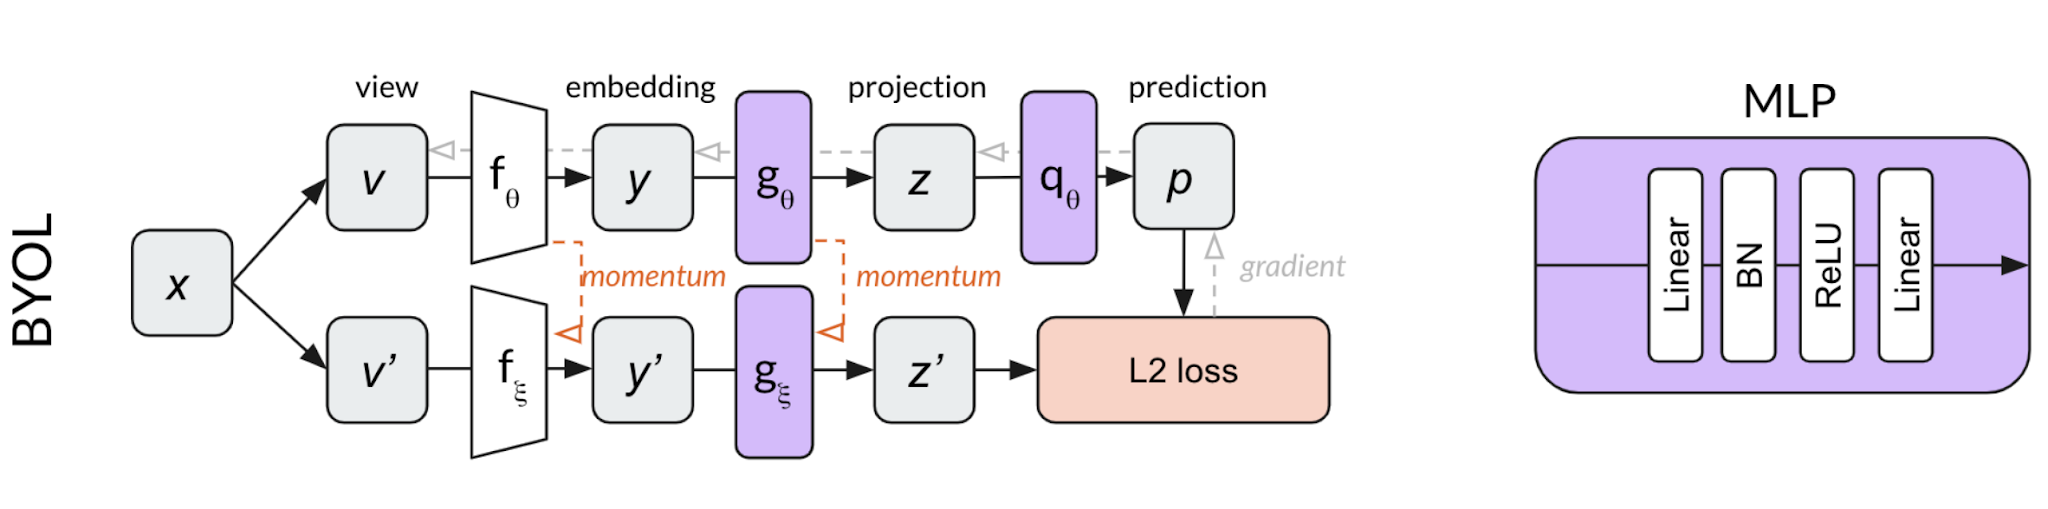 BYOL
x
view
embedding
projection
prediction
v
fθ
y
gθ
z
qθ
p
momentum
momentum
gradient
v’
fξ
y’
gξ
z’
L2 loss
MLP
Linear
BN
ReLU
Linear